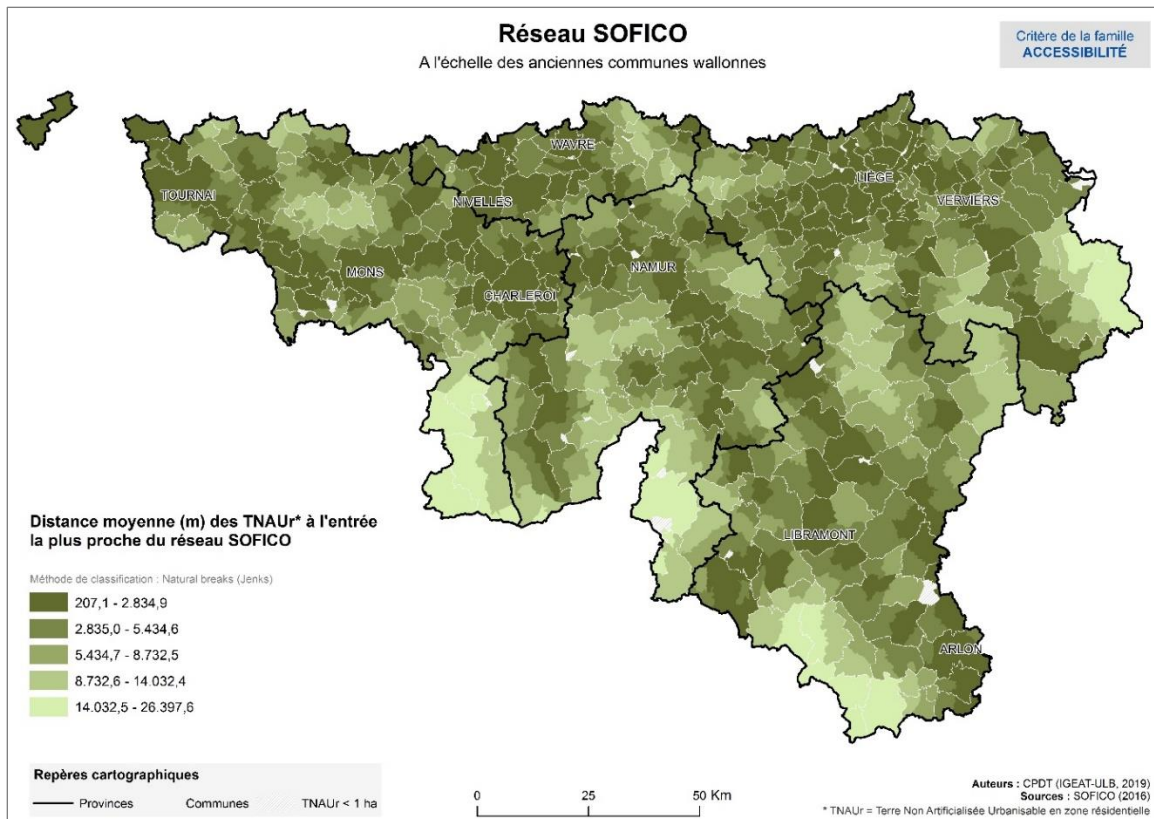 Réseau SOFICO
A l'échelle des anciennes communes wallonnes
Critère de la famille
ACCESSIBILITÉ
WAVRE
TOURNAI
NIVELLES
LIÈGE
VERVIERS
MONS
CHARLEROI
NAMUR
LIBRAMONT
ARLON
Distance moyenne (m) des TNAUr* à l'entrée
la plus proche du réseau SOFICO
Méthode de classification : Natural breaks (Jenks)
207,1 - 2.834,9
2.835,0 - 5.434,6
5.434,7 - 8.732,5
8.732,6 - 14.032,4
14.032,5 - 26.397,6
Repères cartographiques
Provinces Communes TNAUr < 1 ha
0 25 50 Km
Auteurs : CPDT (IGEAT-ULB, 2019)
Sources : SOFICO (2016)
* TNAUr = Terre Non Artificialisée Urbanisable en zone résidentielle